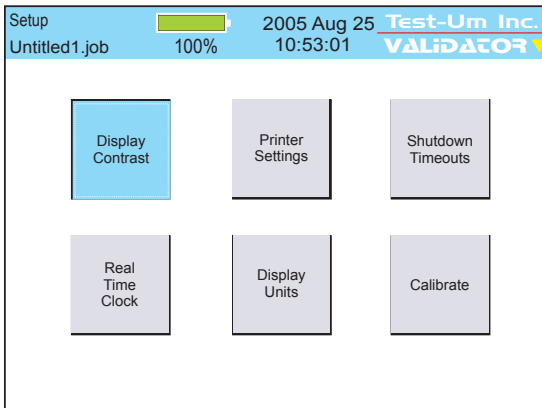 Setup
Untitled1.job
100%
2005 Aug 25
10:53:01
Test-Um Inc.
VALIDATOR
Display
Contrast
Printer
Settings
Shutdown
Timeouts
Real
Time
Clock
Display
Units
Calibrate